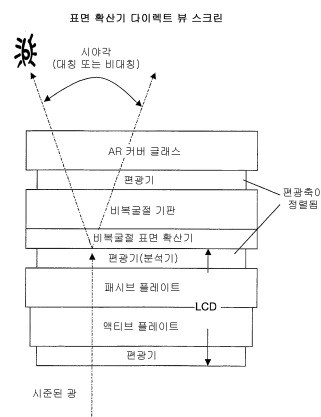 표면 확산기 다이렉트 뷰 스크린
시야각
(대칭 또는 비대칭)
AR 커버 글래스
편광기
비복굴절 기판
편광축이
정렬됨
비복굴절 표면 확산기
편광기(분석기)
패시브 플레이트
LCD
액티브 플레이트
편광기
시준된 광